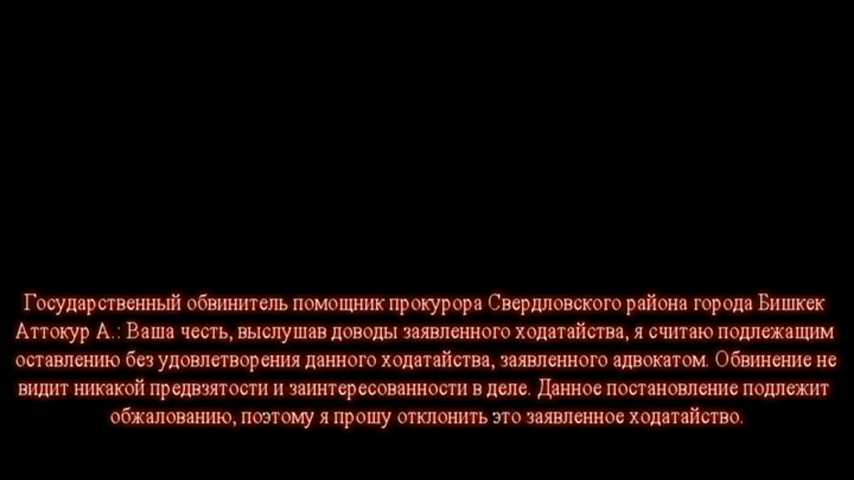 Государственный обвинитель помощник прокурора Свердловского района города Бишкек
Аттокур А.: Ваша честь, выслушав доводы заявленного ходатайства, я считаю подлежащим
оставлению без удовлетворения данного ходатайства, заявленного адвокатом. Обвинение не
видит никакой предвзятости и заинтересованности в деле. Данное постановление подлежит
обжалованию, поэтому я прошу отклонить это заявленное ходатайство.